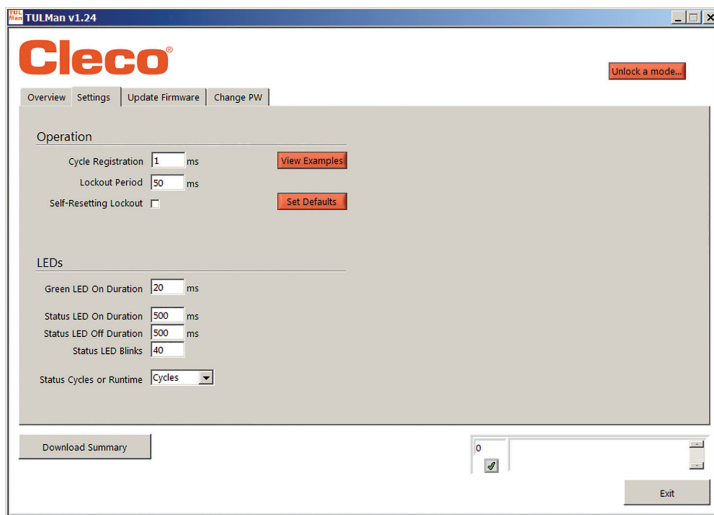 TULMan v1.24
Cleco®
Unlock a mode...
Overview Settings Update Firmware Change PW
Operation
Cycle Registration 1 ms View Examples
Lockout Period 50 ms
Self-Resetting Lockout Set Defaults
LEDs
Green LED On Duration 20 ms
Status LED On Duration 500 ms
Status LED Off Duration 500 ms
Status LED Blinks 40
Status Cycles or Runtime Cycles
Download Summary
0
Exit